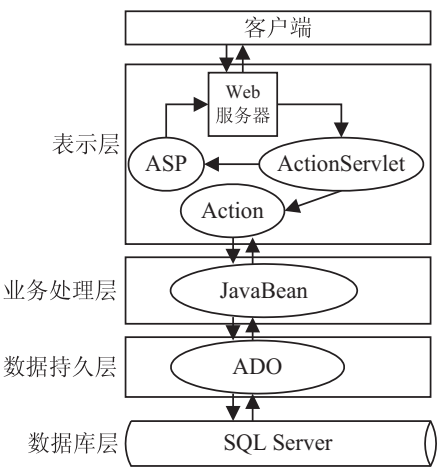 客户端
Web
服务器
表示层
ASP
ActionServlet
Action
业务处理层
JavaBean
数据持久层
ADO
数据库层
SQL Server